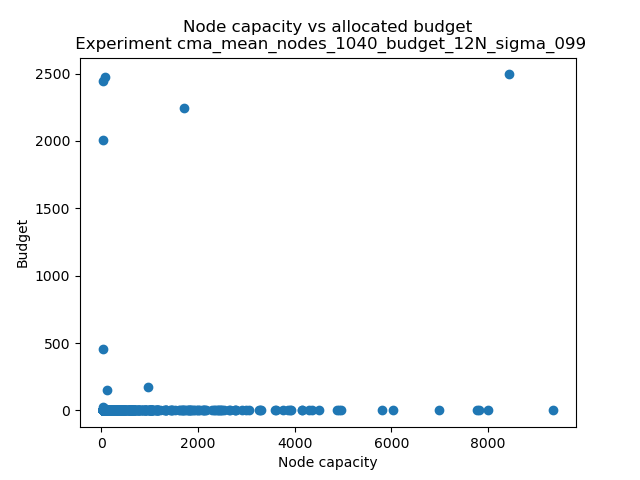 Node capacity vs allocated budget
Experiment cma_mean_nodes_1040_budget_12N_sigma_099
2500
2000
1500
1000
500
0
Budget
0 2000 4000 6000 8000
Node capacity